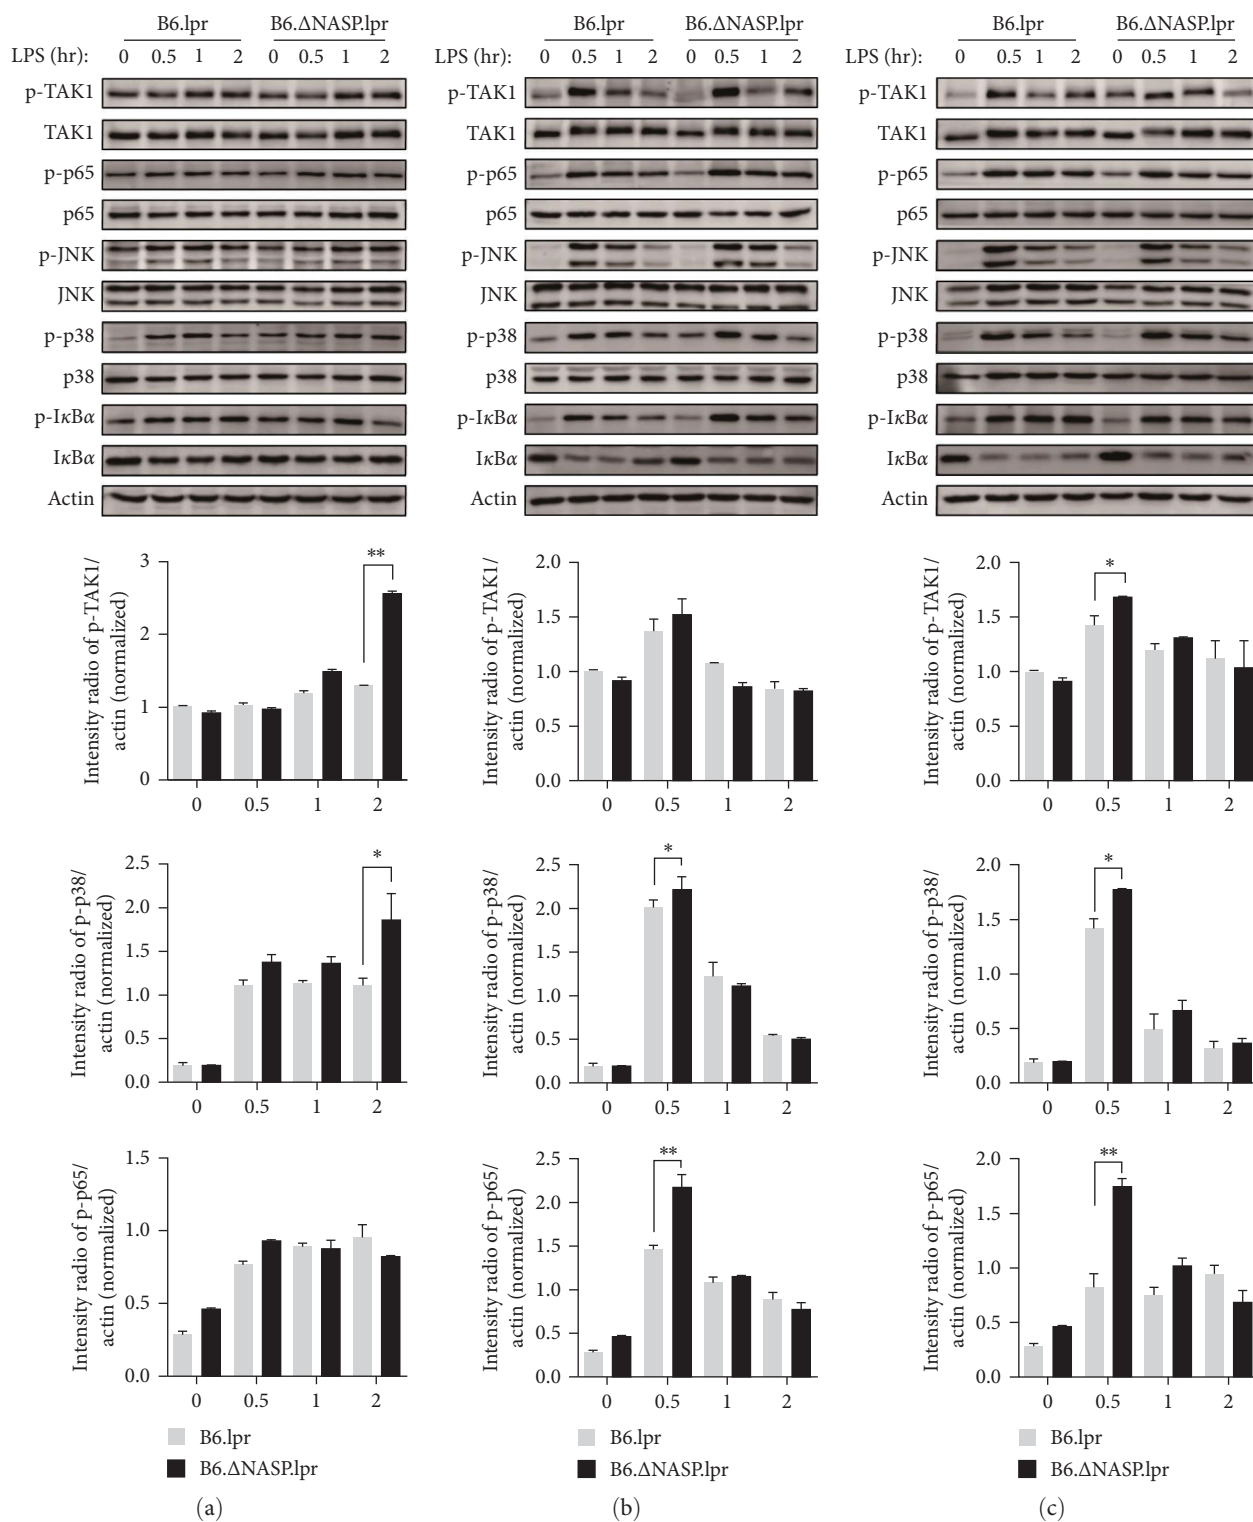 B6.lpr B6.ΔNASP.lpr
LPS (hr): 0 0.5 1 2 0 0.5 1 2
p-TAK1
TAK1
p-p65
p65
p-JNK
JNK
p-p38
p38
p-IκBα
IκBα
Actin
B6.lpr B6.ΔNASP.lpr
LPS (hr): 0 0.5 1 2 0 0.5 1 2
p-TAK1
TAK1
p-p65
p65
p-JNK
JNK
p-p38
p38
p-IκBα
IκBα
Actin
B6.lpr B6.ΔNASP.lpr
LPS (hr): 0 0.5 1 2 0 0.5 1 2
p-TAK1
TAK1
p-p65
p65
p-JNK
JNK
p-p38
p38
p-IκBα
IκBα
Actin
Intensity radio of p-TAK1/
actin (normalized)
3
2
1
0
**
0 0.5 1 2
Intensity radio of p-TAK1/
actin (normalized)
2.0
1.5
1.0
0.5
0.0
0 0.5 1 2
Intensity radio of p-TAK1/
actin (normalized)
2.0
1.5
1.0
0.5
0.0
*
0 0.5 1 2
Intensity radio of p-p38/
actin (normalized)
2.5
2.0
1.5
1.0
0.5
0.0
*
0 0.5 1 2
Intensity radio of p-p38/
actin (normalized)
2.5
2.0
1.5
1.0
0.5
0.0
*
0 0.5 1 2
Intensity radio of p-p38/
actin (normalized)
2.0
1.5
1.0
0.5
0.0
*
0 0.5 1 2
Intensity radio of p-p65/
actin (normalized)
1.5
1.0
0.5
0.0
0 0.5 1 2
Intensity radio of p-p65/
actin (normalized)
2.5
2.0
1.5
1.0
0.5
0.0
**
0 0.5 1 2
Intensity radio of p-p65/
actin (normalized)
2.0
1.5
1.0
0.5
0.0
**
0 0.5 1 2
B6.lpr
B6.ΔNASP.lpr
(a)
B6.lpr
B6.ΔNASP.lpr
(b)
B6.lpr
B6.ΔNASP.lpr
(c)